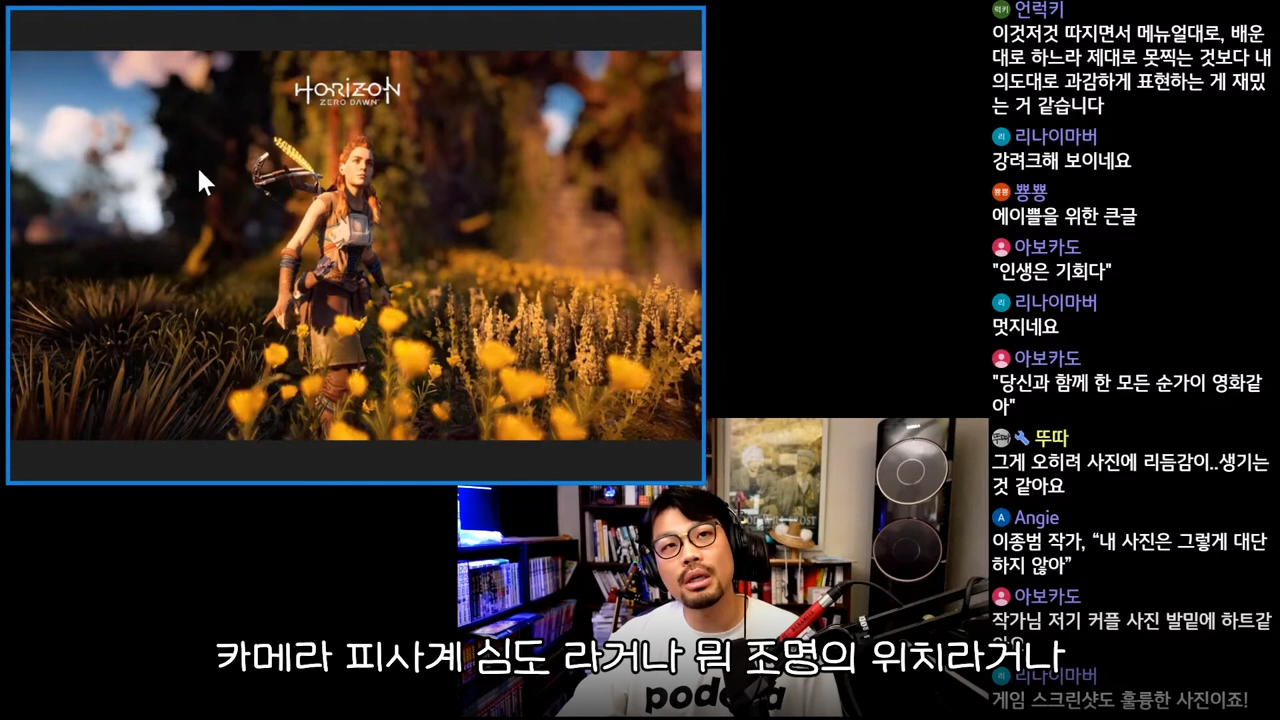 HORIZON
ZERO DAWN
언럭키
이것저것 따지면서 메뉴얼대로, 배운
대로 하느라 제대로 못찍는 것보다 내
의도대로 과감하게 표현하는 게 재밌
는 거 같습니다
리나이마버
강려크해 보이네요
뿅뿅
에이쁠을 위한 큰글
아보카도
"인생은 기회다"
리나이마버
멋지네요
아보카도
"당신과 함께 한 모든 순가이 영화같
아"
뚜따
그게 오히려 사진에 리듬감이..생기는
것 같아요
Angie
이종범 작가, “내 사진은 그렇게 대단
하지 않아”
아보카도
작가님 저기 커플 사진 발밑에 하트같
리나이마버
게임 스크린샷도 훌륭한 사진이죠!
카메라 피사계 심도 라거나 뭐 조명의 위치라거나